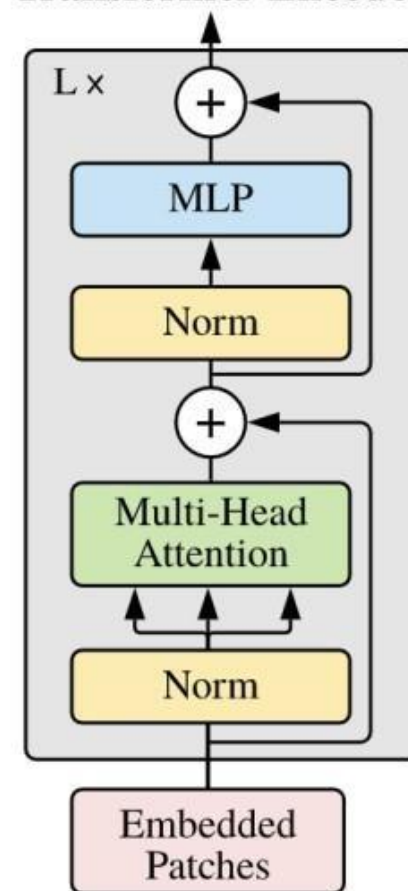 L ×
+
MLP
Norm
+
Multi-Head
Attention
Norm
Embedded
Patches